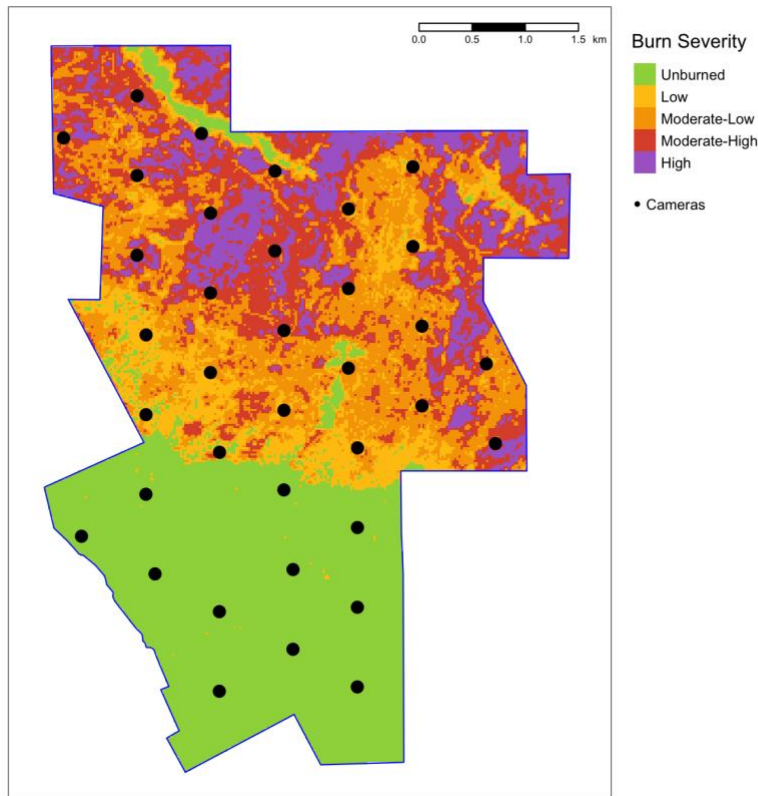 0.0 0.5 1.0 1.5 km
Burn Severity
Unburned
Low
Moderate-Low
Moderate-High
High
Cameras